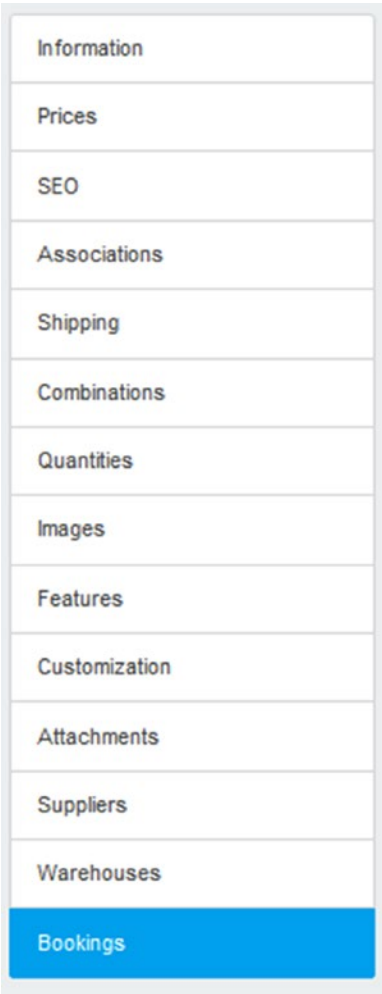 Information
Prices
SEO
Associations
Shipping
Combinations
Quantities
Images
Features
Customization
Attachments
Suppliers
Warehouses
Bookings